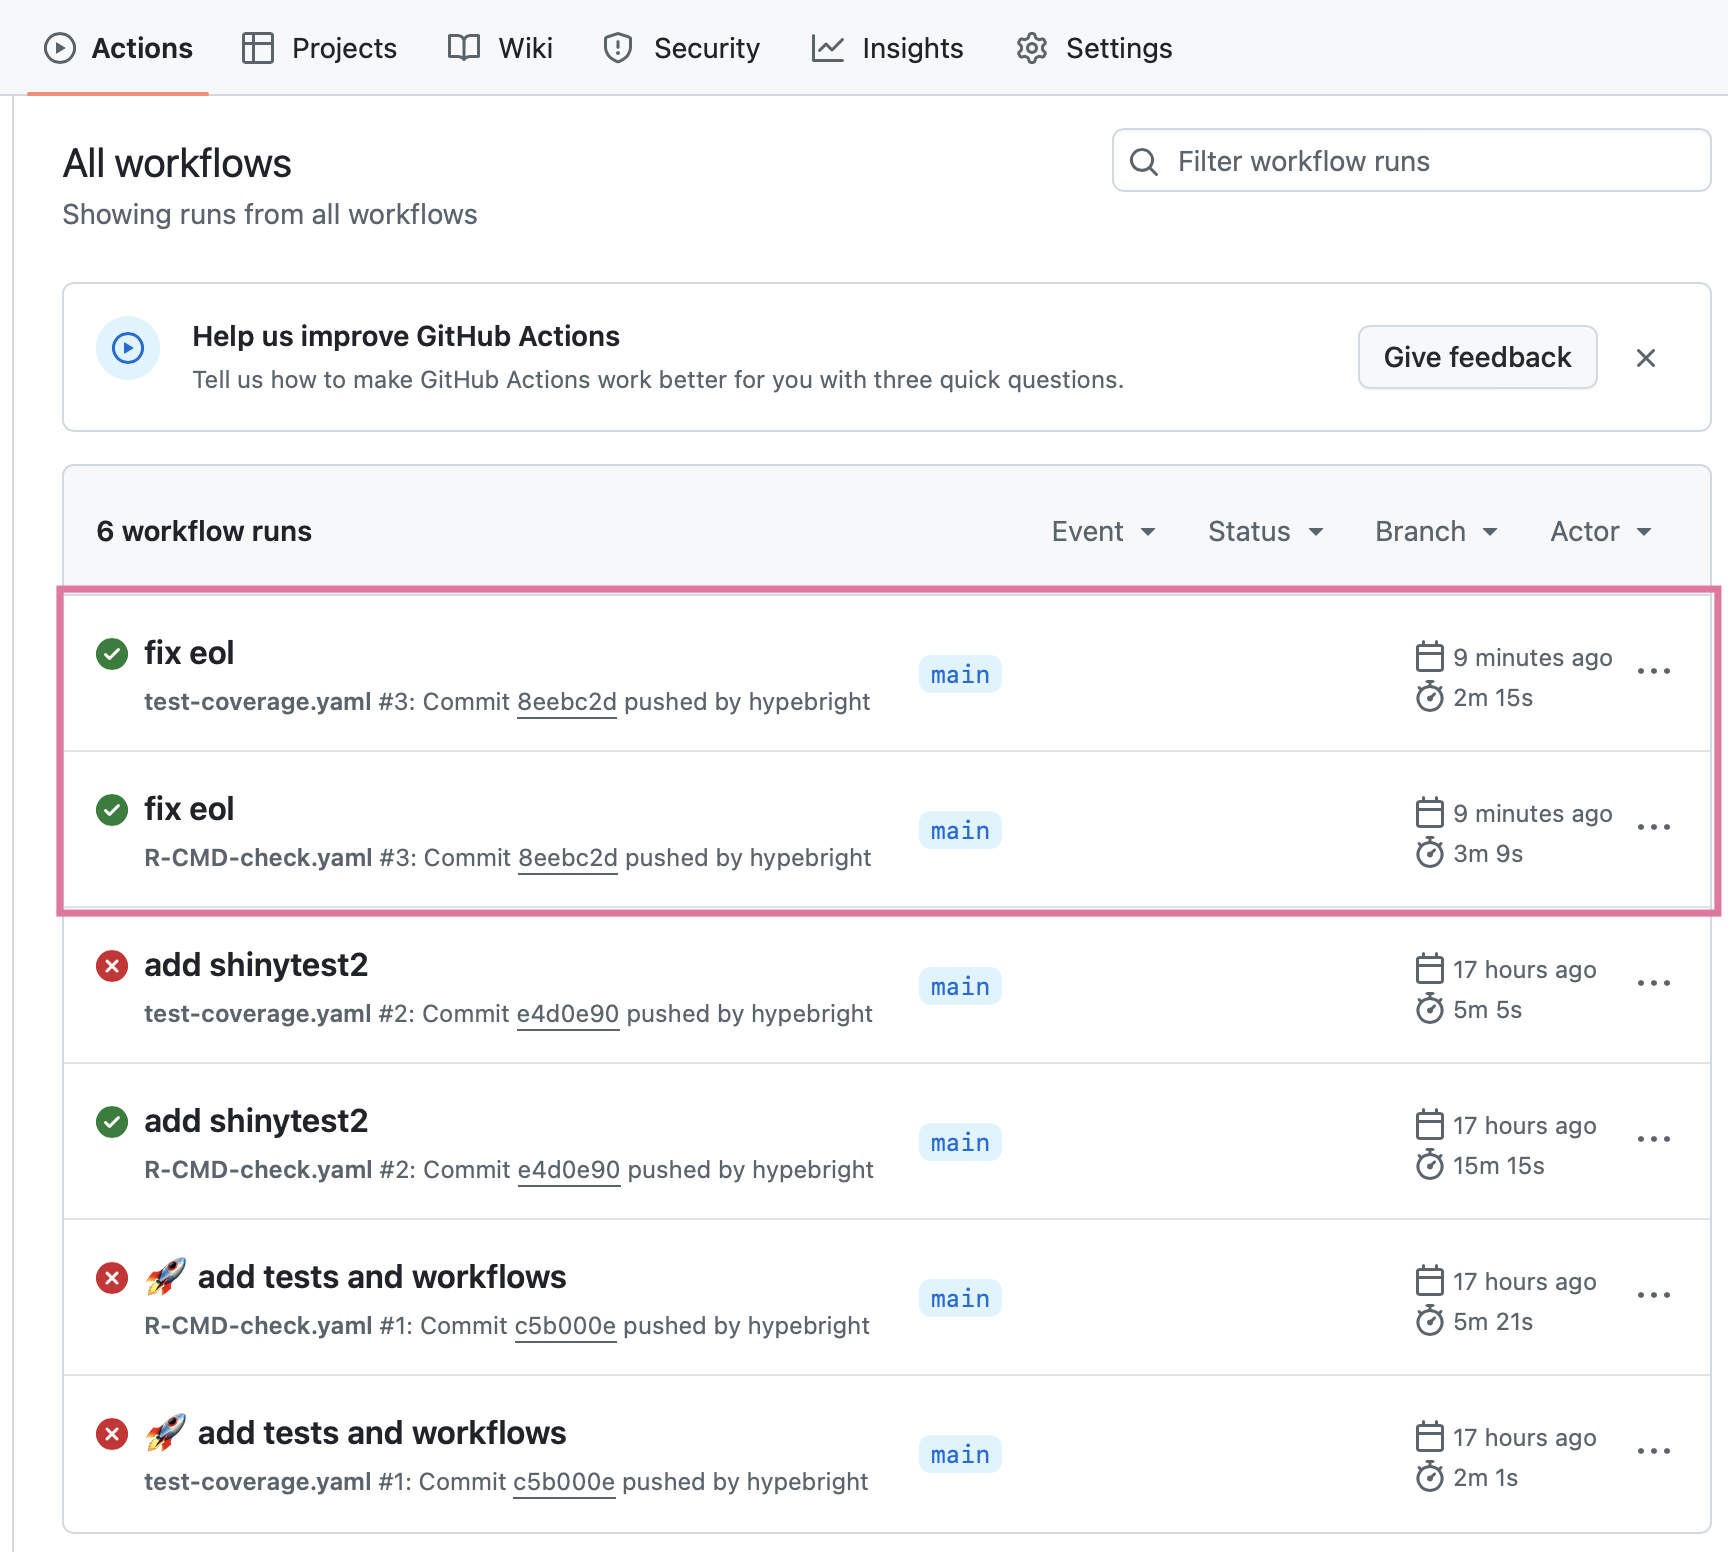 Actions Projects Wiki Security Insights Settings
All workflows
Filter workflow runs
Showing runs from all workflows
Help us improve GitHub Actions
Tell us how to make GitHub Actions work better for you with three quick questions.
Give feedback
6 workflow runs
Event Status Branch Actor
fix eol
test-coverage.yaml #3: Commit 8eebc2d pushed by hypebright
main
9 minutes ago
2m 15s
fix eol
R-CMD-check.yaml #3: Commit 8eebc2d pushed by hypebright
main
9 minutes ago
3m 9s
add shinytest2
test-coverage.yaml #2: Commit e4d0e90 pushed by hypebright
main
17 hours ago
5m 5s
add shinytest2
R-CMD-check.yaml #2: Commit e4d0e90 pushed by hypebright
main
17 hours ago
15m 15s
🚀 add tests and workflows
R-CMD-check.yaml #1: Commit c5b000e pushed by hypebright
main
17 hours ago
5m 21s
🚀 add tests and workflows
test-coverage.yaml #1: Commit c5b000e pushed by hypebright
main
17 hours ago
2m 1s